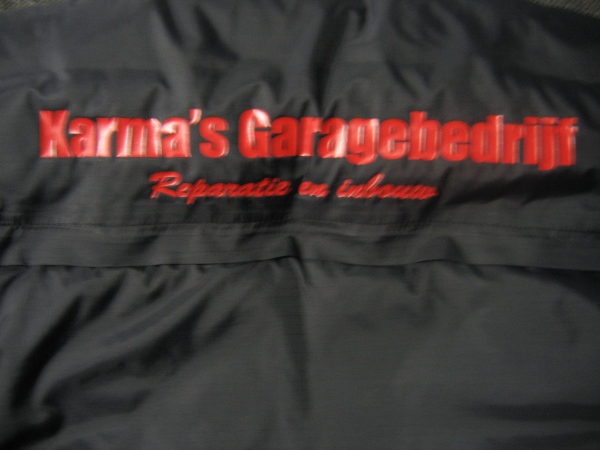 Karma's Garagebedrijf
Reparatie en inbouw